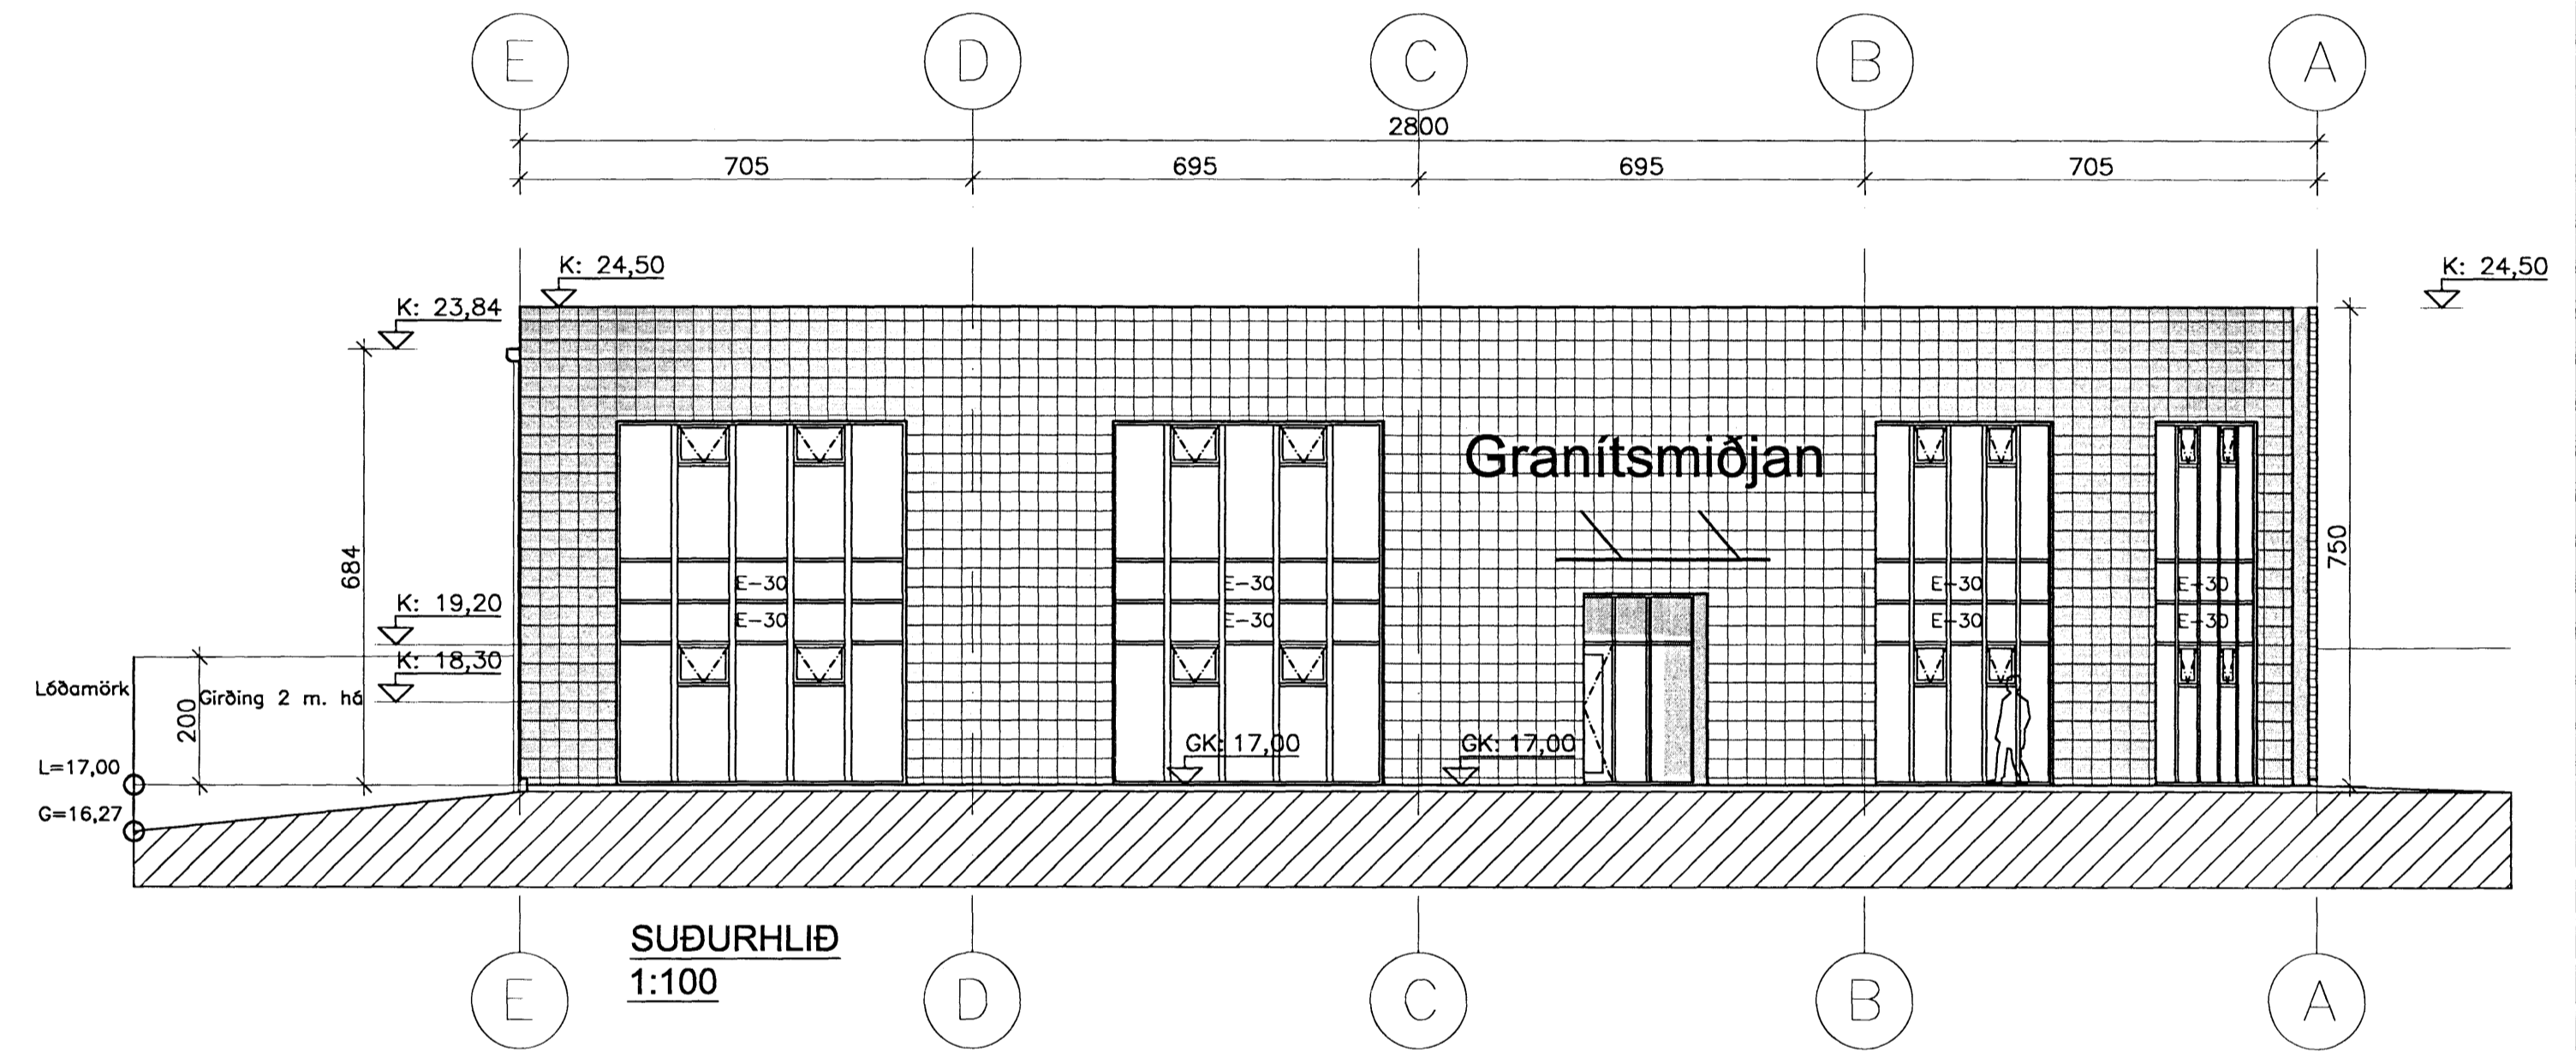 E D C B A
2800
705 695 695 705
K: 24,50 K: 24,50
K: 23,84
Granítsmiðjan
684 750
E-30 E-30 E-30 E-30
K: 19,20
E-30 E-30 E-30 E-30
K: 18,30
Lóðamörk
Girðing 2 m. há
200
GK: 17,00 GK: 17,00
L=17,00
G=16,27
SUÐURHLIÐ
1:100
E D C B A